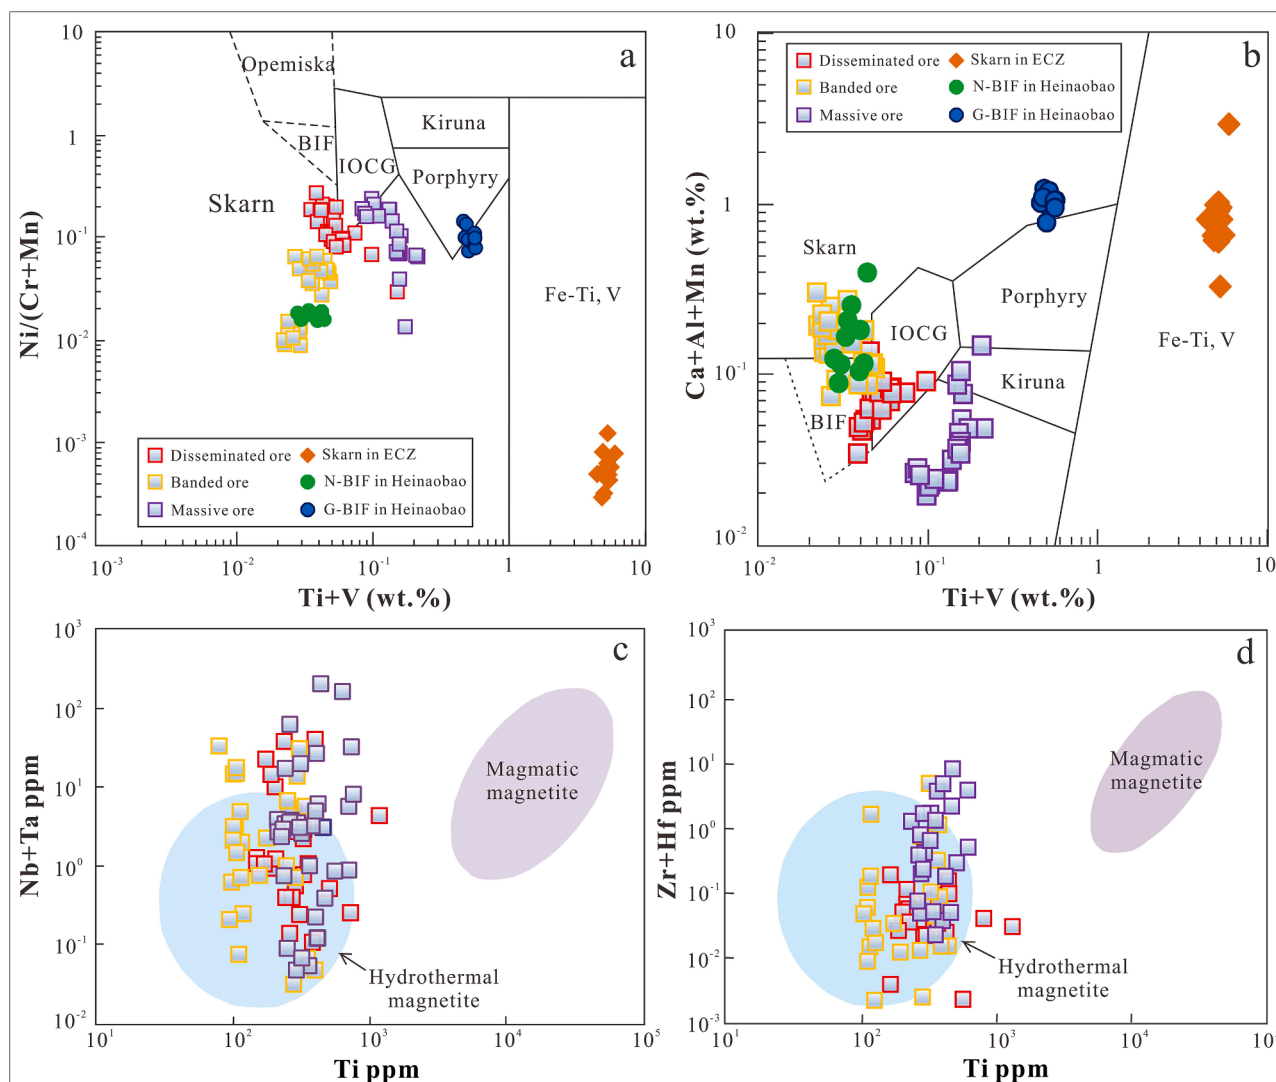 a
10
1
10-1
10-2
10-3
10-4
Ni/(Cr+Mn)
Opemiska
BIF
IOCG
Kiruna
Porphyry
Skarn
Fe-Ti, V
Disseminated ore
Skarn in ECZ
Banded ore
N-BIF in Heinaobao
Massive ore
G-BIF in Heinaobao
10-3
10-2
10-1
1
10
Ti+V (wt.%)
b
10
1
10-1
10-2
Ca+Al+Mn (wt.%)
Disseminated ore
Skarn in ECZ
Banded ore
N-BIF in Heinaobao
Massive ore
G-BIF in Heinaobao
Skarn
IOCG
Porphyry
Kiruna
BIF
Fe-Ti, V
10-2
10-1
1
10
Ti+V (wt.%)
c
103
102
101
100
10-1
10-2
Nb+Ta ppm
Magmatic
magnetite
Hydrothermal
magnetite
101
102
103
104
105
Ti ppm
d
103
102
101
100
10-1
10-2
10-3
Zr+Hf ppm
Magmatic
magnetite
Hydrothermal
magnetite
101
102
103
104
Ti ppm